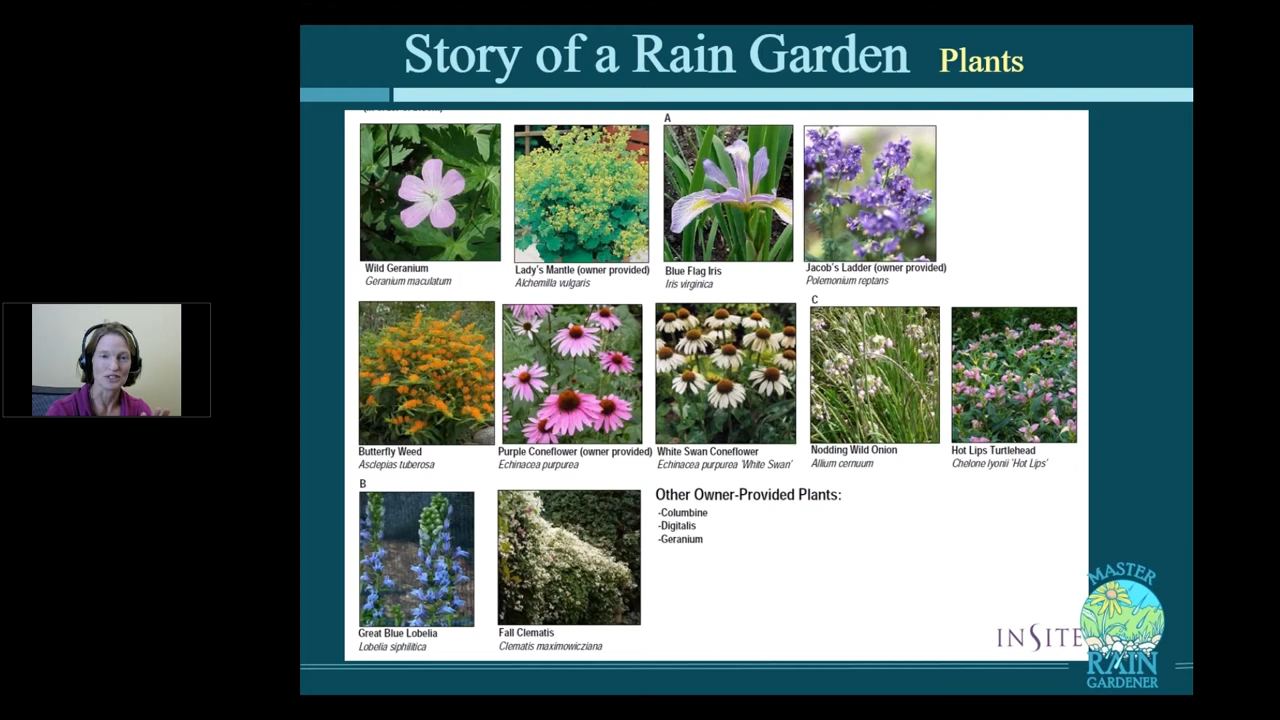 Story of a Rain Garden Plants
A
Wild Geranium
Geranium maculatum
Lady's Mantle (owner provided)
Alchemilla vulgaris
Blue Flag Iris
Iris virginica
Jacob's Ladder (owner provided)
Polemonium reptans
C
Butterfly Weed
Asclepias tuberosa
Purple Coneflower (owner provided)
Echinacea purpurea
White Swan Coneflower
Echinacea purpurea 'White Swan'
Nodding Wild Onion
Allium cernuum
Hot Lips Turtlehead
Chelone lyonii 'Hot Lips'
B
Great Blue Lobelia
Lobelia siphilitica
Fall Clematis
Clematis maximowicziana
Other Owner-Provided Plants:
-Columbine
-Digitalis
-Geranium
INSITE
MASTER
RAIN
GARDENER